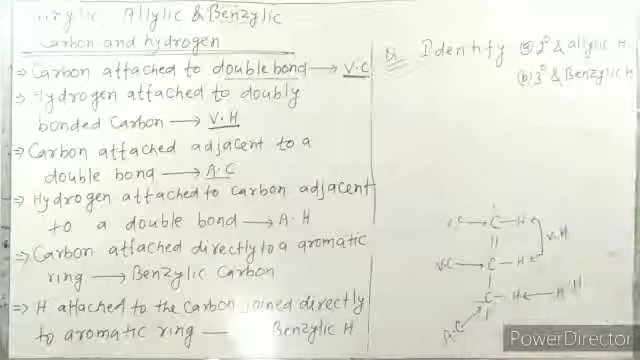 Allylic & Benzylic
Carbon and hydrogen
⇒ Carbon attached to double bond → V.C
⇒ Hydrogen attached to doubly
bonded Carbon → V.H
⇒ Carbon attached adjacent to a
double bond → A.C
⇒ Hydrogen attached to carbon adjacent
to a double bond → A.H
⇒ Carbon attached directly to a aromatic
ring → Benzylic Carbon
⇒ H attached to the Carbon joined directly
to aromatic ring — Benzylic H
Q. Identify (a) 2° & allylic H
(b) 3° & Benzylic H
C-H
V.H
V.C → C-H
C-H
A.C
PowerDirector